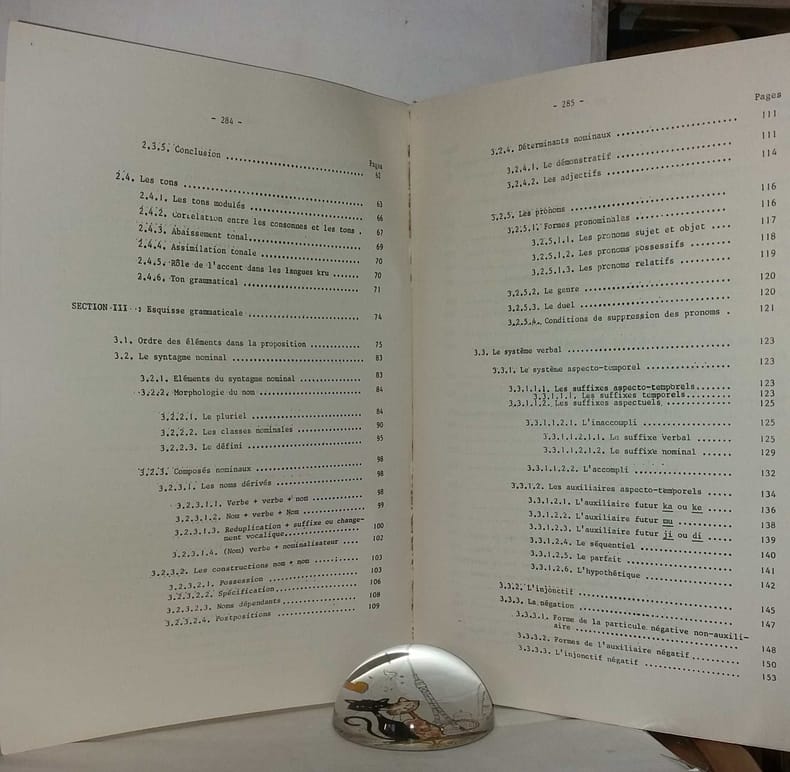 - 284 -
Pages
2.3.5. Conclusion ........ 62
2.4. Les tons ........ 63
2.4.1. Les tons modulés ........ 66
2.4.2. Correlation entre les consonnes et les tons . 67
2.4.3. Abaissement tonal ........ 69
2.4.4. Assimilation tonale ........ 70
2.4.5. Rôle de l'accent dans les langues kru ...... 70
2.4.6. Ton grammatical ........ 71
SECTION III : Esquisse grammaticale ........ 74
3.1. Ordre des éléments dans la proposition ........ 75
3.2. Le syntagme nominal ........ 83
3.2.1. Eléments du syntagme nominal ........ 83
3.2.2. Morphologie du nom ........ 84
3.2.2.1. Le pluriel ........ 84
3.2.2.2. Les classes nominales ........ 90
3.2.2.3. Le défini ........ 95
3.2.3. Composés nominaux ........ 98
3.2.3.1. Les noms dérivés ........ 98
3.2.3.1.1. Verbe + verbe + nom ........ 98
3.2.3.1.2. Nom + verbe + Nom ........ 99
3.2.3.1.3. Reduplication + suffixe ou change-
ment vocalique ........ 100
3.2.3.1.4. (Nom) verbe + nominalisateur ... 102
3.2.3.2. Les constructions nom + nom ........ 103
3.2.3.2.1. Possession ........ 103
3.2.3.2.2. Spécification ........ 106
3.2.3.2.3. Noms dépendants ........ 108
3.2.3.2.4. Postpositions ........ 109
- 285 -
Pages
111
3.2.4. Déterminants nominaux ........ 111
3.2.4.1. Le démonstratif ........ 114
3.2.4.2. Les adjectifs ........
3.2.5. Les pronoms ........ 116
3.2.5.1. Formes pronominales ........ 116
3.2.5.1.1. Les pronoms sujet et objet .... 117
3.2.5.1.2. Les pronoms possessifs ........ 118
3.2.5.1.3. Les pronoms relatifs ........ 119
3.2.5.2. Le genre ........ 120
3.2.5.3. Le duel ........ 120
3.2.5.4. Conditions de suppression des pronoms . 121
3.3. Le système verbal ........ 123
3.3.1. Le système aspecto-temporel ........ 123
3.3.1.1.1. Les suffixes aspecto-temporels ....... 123
3.3.1.1.1. Les suffixes temporels ........ 123
3.3.1.1.2. Les suffixes aspectuels ........ 125
3.3.1.1.2.1. L'inaccoupli ........ 125
3.3.1.1.2.1.1. Le suffixe verbal ....... 125
3.3.1.1.2.1.2. Le suffixe nominal ...... 129
3.3.1.1.2.2. L'accompli ........ 132
3.3.1.2. Les auxiliaires aspecto-temporels ..... 134
3.3.1.2.1. L'auxiliaire futur ka ou ke ..... 136
3.3.1.2.2. L'auxiliaire futur mu ........ 138
3.3.1.2.3. L'auxiliaire futur ji ou di ..... 139
3.3.1.2.4. Le séquentiel ........ 140
3.3.1.2.5. Le parfait ........ 141
3.3.1.2.6. L'hypothétique ........ 142
3.3.2. L'injonctif ........ 145
3.3.3. La négation ........ 147
3.3.3.1. Forme de la particule négative non-auxili-
aire ........ 148
3.3.3.2. Formes de l'auxiliaire négatif ........ 150
3.3.3.3. L'injonctif négatif ........ 153